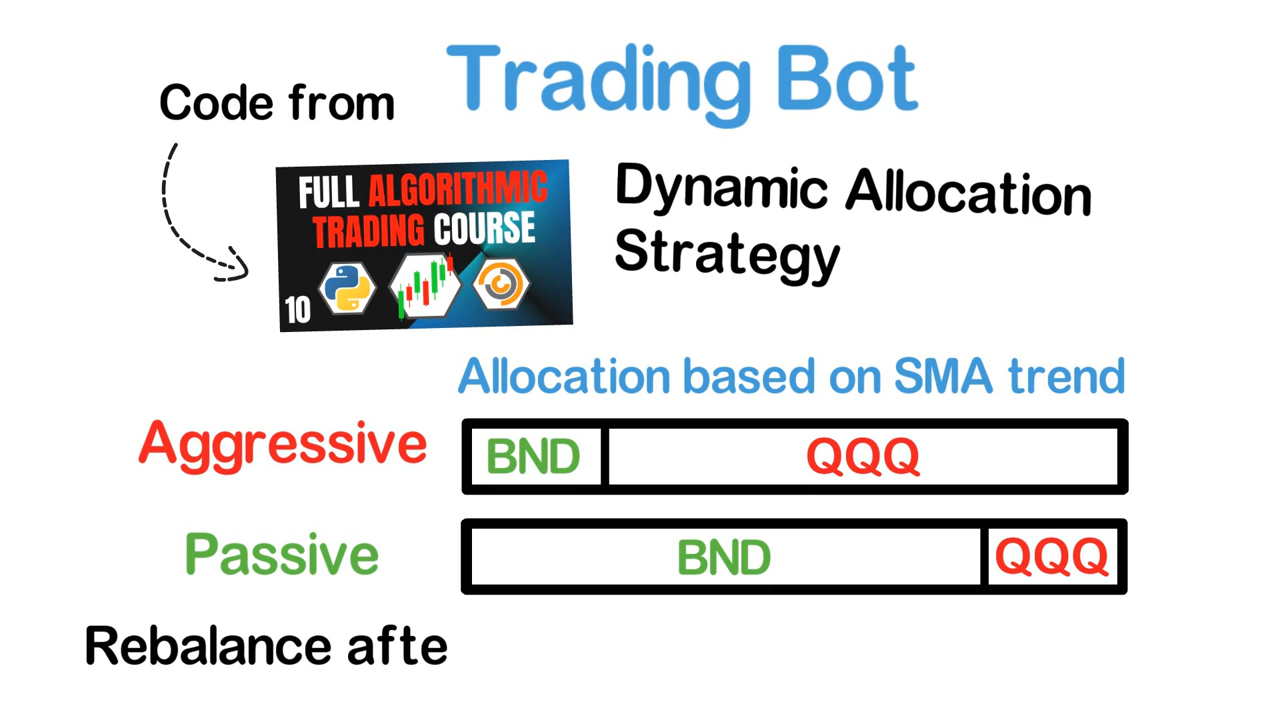 Trading Bot
Code from
FULL ALGORITHMIC
TRADING COURSE
10
Dynamic Allocation
Strategy
Allocation based on SMA trend
Aggressive
BND
QQQ
Passive
BND
QQQ
Rebalance afte